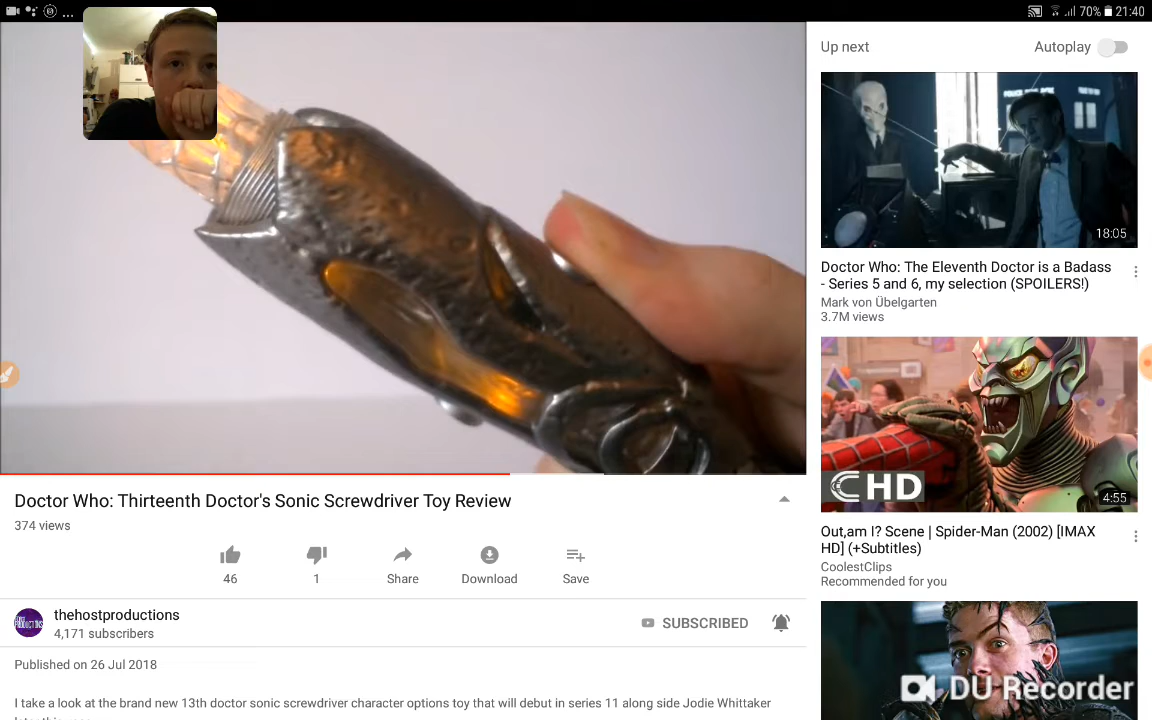 ... 70% 21:40
Up next Autoplay
18:05
Doctor Who: The Eleventh Doctor is a Badass
- Series 5 and 6, my selection (SPOILERS!)
Mark von Übelgarten
3.7M views
CHD
4:55
Out,am I? Scene | Spider-Man (2002) [IMAX
HD] (+Subtitles)
CoolestClips
Recommended for you
DU Recorder
Doctor Who: Thirteenth Doctor's Sonic Screwdriver Toy Review
374 views
46 1 Share Download Save
thehostproductions
4,171 subscribers
SUBSCRIBED
Published on 26 Jul 2018
I take a look at the brand new 13th doctor sonic screwdriver character options toy that will debut in series 11 along side Jodie Whittaker